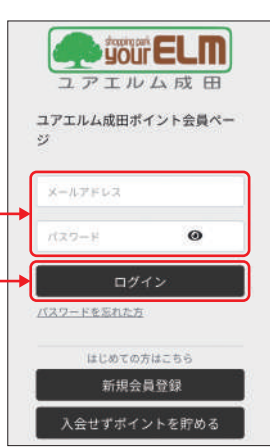 shopping park
your ELM
ユアエルム成田
ユアエルム成田ポイント会員ペー
ジ
メールアドレス
パスワード
ログイン
パスワードを忘れた方
はじめての方はこちら
新規会員登録
入会せずポイントを貯める